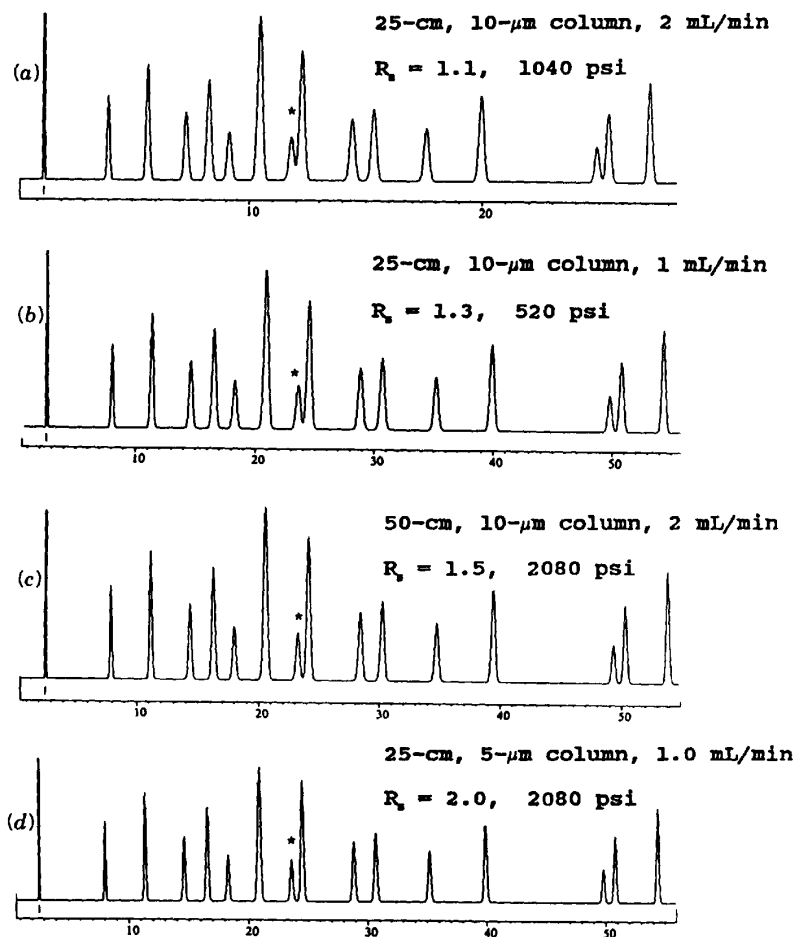 (a)
25-cm, 10-μm column, 2 mL/min
Rs = 1.1, 1040 psi
*
10 20
(b)
25-cm, 10-μm column, 1 mL/min
Rs = 1.3, 520 psi
*
10 20 30 40 50
(c)
50-cm, 10-μm column, 2 mL/min
Rs = 1.5, 2080 psi
*
10 20 30 40 50
(d)
25-cm, 5-μm column, 1.0 mL/min
Rs = 2.0, 2080 psi
*
10 20 30 40 50